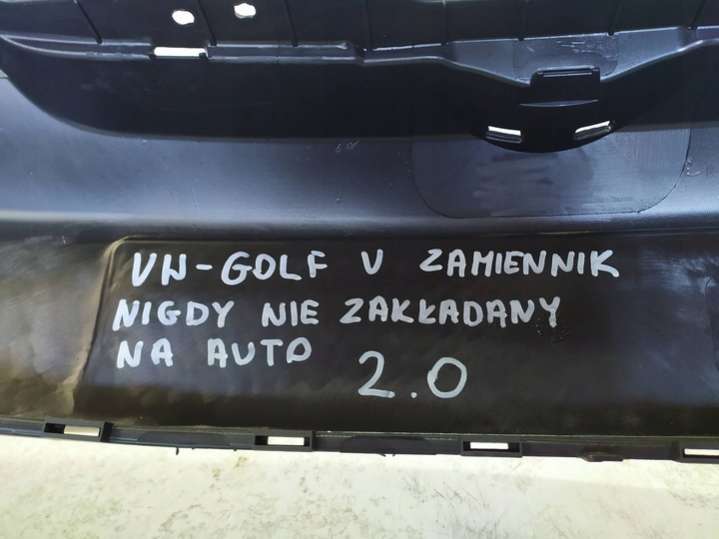 VW-GOLF V ZAMIENNIK
NIGDY NIE ZAKŁADANY
NA AUTO 2.0